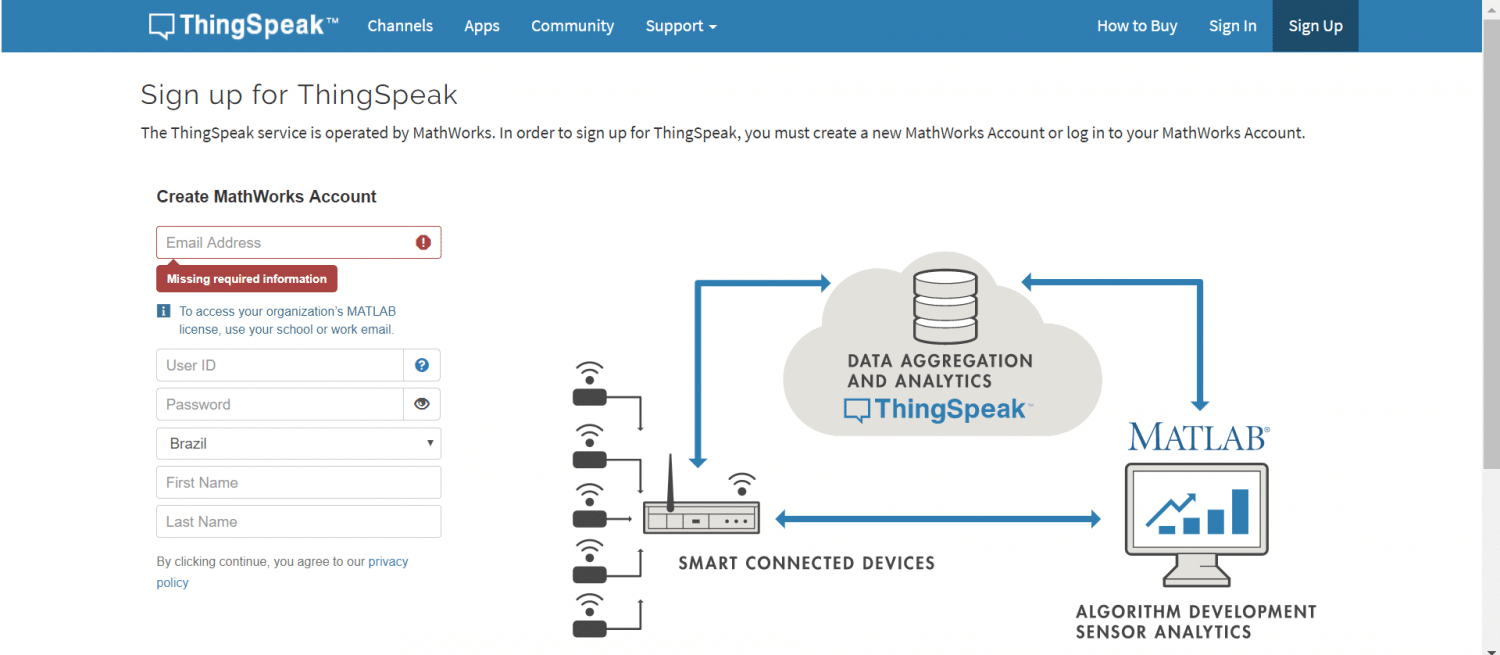 ThingSpeak™ Channels Apps Community Support How to Buy Sign In Sign Up
Sign up for ThingSpeak
The ThingSpeak service is operated by MathWorks. In order to sign up for ThingSpeak, you must create a new MathWorks Account or log in to your MathWorks Account.
Create MathWorks Account
Email Address
Missing required information
To access your organization's MATLAB
license, use your school or work email.
User ID
Password
Brazil
First Name
Last Name
By clicking continue, you agree to our privacy
policy
DATA AGGREGATION
AND ANALYTICS
ThingSpeak™
MATLAB®
SMART CONNECTED DEVICES
ALGORITHM DEVELOPMENT
SENSOR ANALYTICS